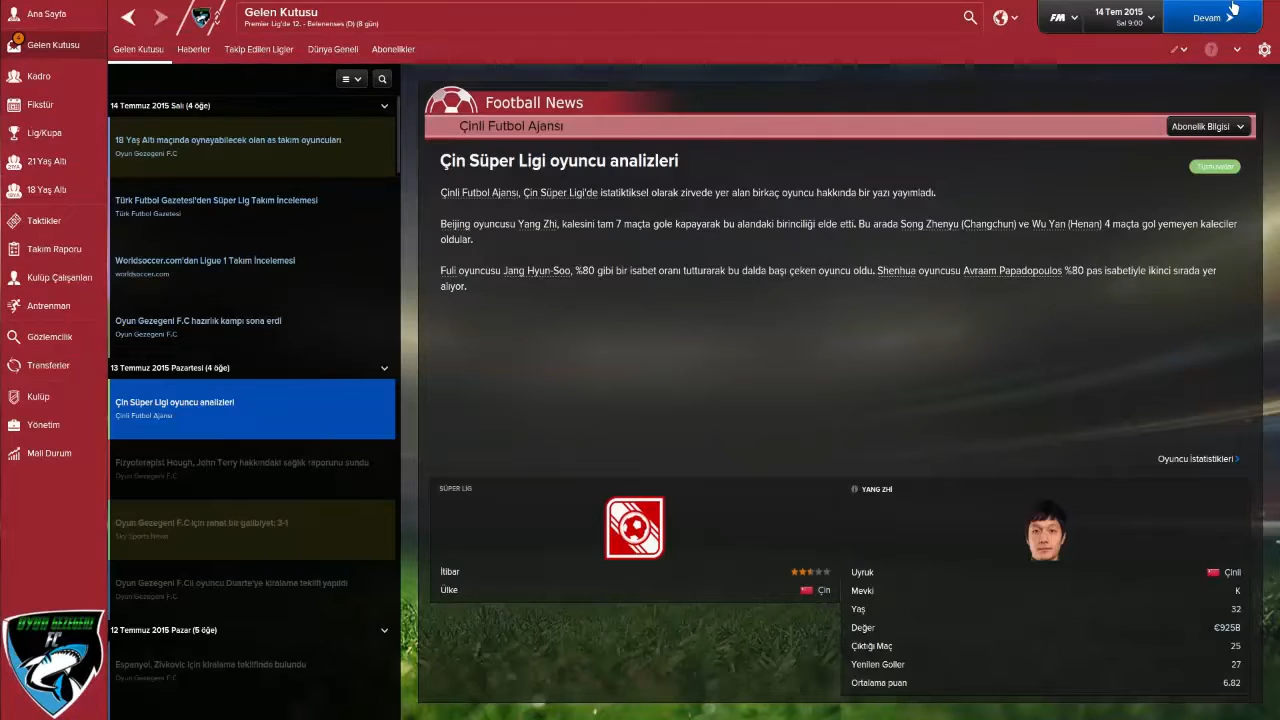 Ana Sayfa
Gelen Kutusu
Kadro
Fikstür
Lig/Kupa
21 Yaş Altı
18 Yaş Altı
Taktikler
Takım Raporu
Kulüp Çalışanları
Antrenman
Gözlemcilik
Transferler
Kulüp
Yönetim
Mali Durum
OYUN GEZEGENİ
FC
Gelen Kutusu
Premier Lig'de 12. - Belenenses (D) (8 gün)
FM
14 Tem 2015
Sal 9:00
Devam
Gelen Kutusu
Haberler
Takip Edilen Ligler
Dünya Geneli
Abonelikler
14 Temmuz 2015 Salı (4 öğe)
18 Yaş Altı maçında oynayabilecek olan as takım oyuncuları
Oyun Gezegeni F.C
Türk Futbol Gazetesi'den Süper Lig Takım İncelemesi
Türk Futbol Gazetesi
Worldsoccer.com'dan Ligue 1 Takım İncelemesi
worldsoccer.com
Oyun Gezegeni F.C hazırlık kampı sona erdi
Oyun Gezegeni F.C
13 Temmuz 2015 Pazartesi (4 öğe)
Çin Süper Ligi oyuncu analizleri
Çinli Futbol Ajansı
Fizyoterapist Hough, John Terry hakkındaki sağlık raporunu sundu
Oyun Gezegeni F.C
Oyun Gezegeni F.C için rahat bir galibiyet; 3-1
Sky Sports News
Oyun Gezegeni F.C'li oyuncu Duarte'ye kiralama teklifi yapıldı
Oyun Gezegeni F.C
12 Temmuz 2015 Pazar (5 öğe)
Espanyol, Zivkovic için kiralama teklifinde bulundu
Oyun Gezegeni F.C
Football News
Çinli Futbol Ajansı
Abonelik Bilgisi
Çin Süper Ligi oyuncu analizleri
Turnuvalar
Çinli Futbol Ajansı, Çin Süper Ligi'de istatiktiksel olarak zirvede yer alan birkaç oyuncu hakkında bir yazı yayımladı.
Beijing oyuncusu Yang Zhi, kalesini tam 7 maçta gole kapayarak bu alandaki birinciliği elde etti. Bu arada Song Zhenyu (Changchun) ve Wu Yan (Henan) 4 maçta gol yemeyen kaleciler
oldular.
Fuli oyuncusu Jang Hyun-Soo, %80 gibi bir isabet oranı tutturarak bu dalda başı çeken oyuncu oldu. Shenhua oyuncusu Avraam Papadopoulos %80 pas isabetiyle ikinci sırada yer
alıyor.
Oyuncu İstatistikleri
SÜPER LİG
İtibar
Ülke Çin
YANG ZHİ
Uyruk Çinli
Mevki K
Yaş 32
Değer €925B
Çıktığı Maç 25
Yenilen Goller 27
Ortalama puan 6.82